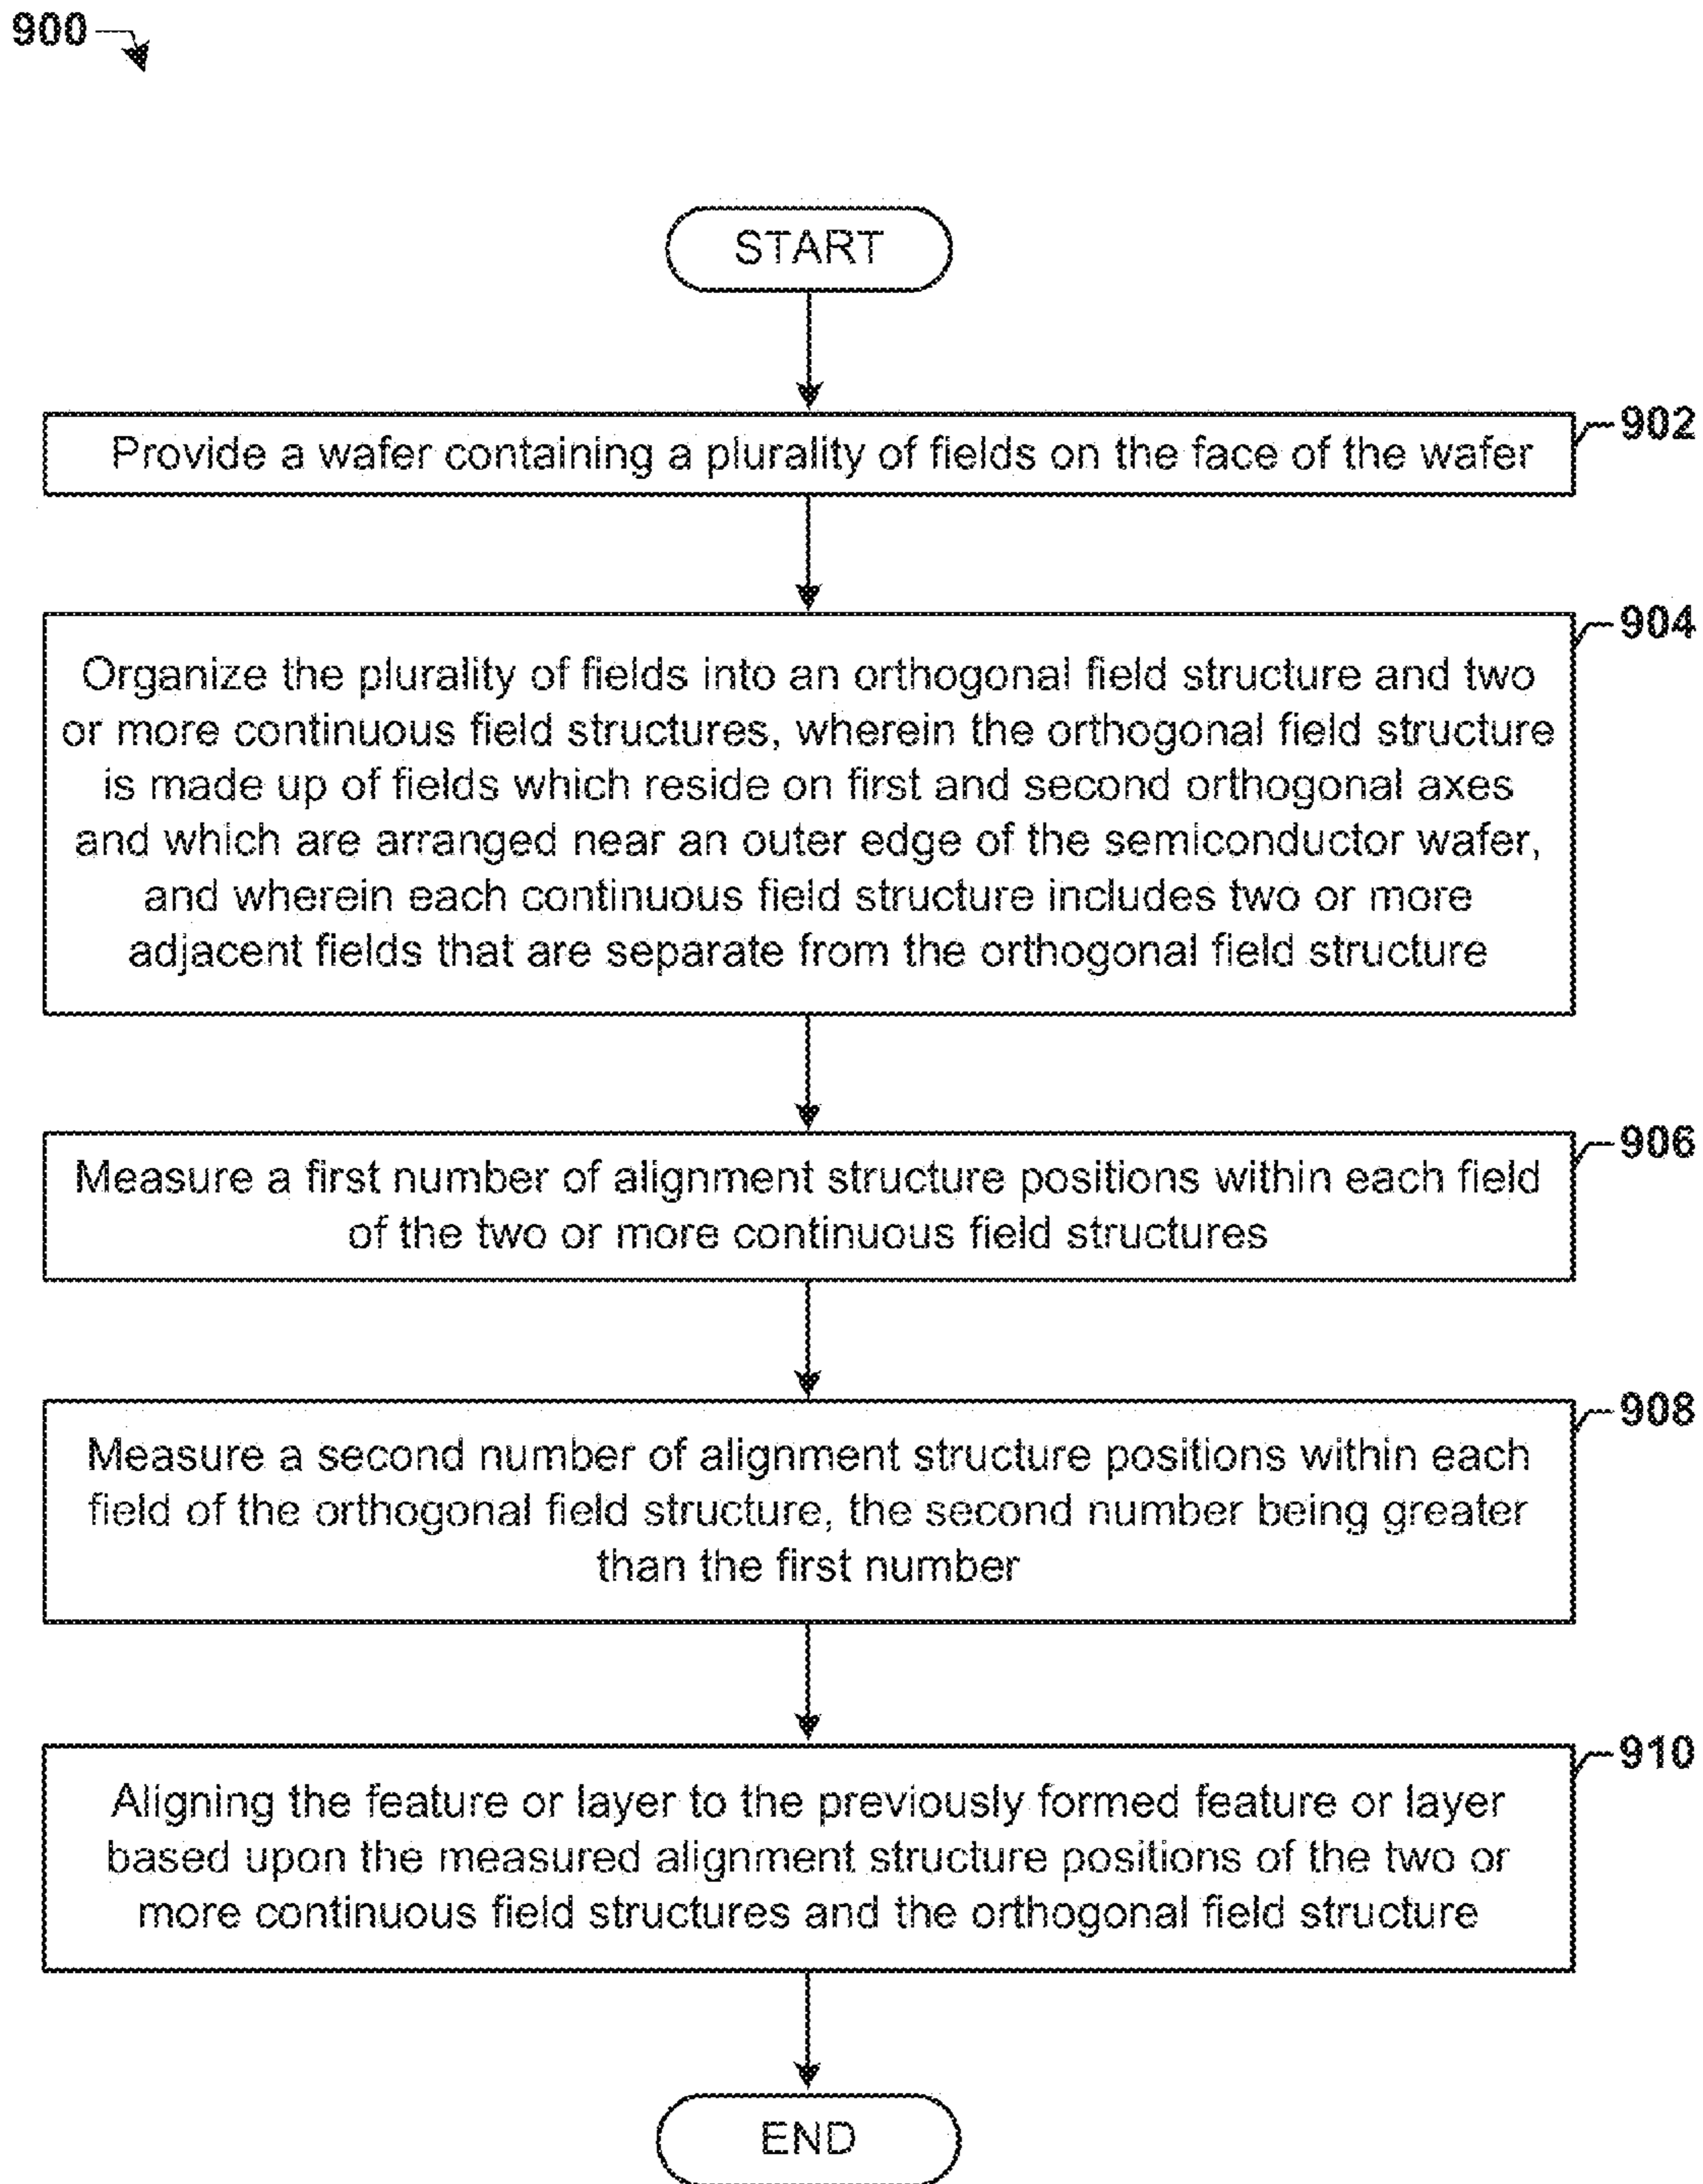 900
START
902
Provide a wafer containing a plurality of fields on the face of the wafer
904
Organize the plurality of fields into an orthogonal field structure and two
or more continuous field structures, wherein the orthogonal field structure
is made up of fields which reside on first and second orthogonal axes
and which are arranged near an outer edge of the semiconductor wafer,
and wherein each continuous field structure includes two or more
adjacent fields that are separate from the orthogonal field structure
906
Measure a first number of alignment structure positions within each field
of the two or more continuous field structures
908
Measure a second number of alignment structure positions within each
field of the orthogonal field structure, the second number being greater
than the first number
910
Aligning the feature or layer to the previously formed feature or layer
based upon the measured alignment structure positions of the two or
more continuous field structures and the orthogonal field structure
END